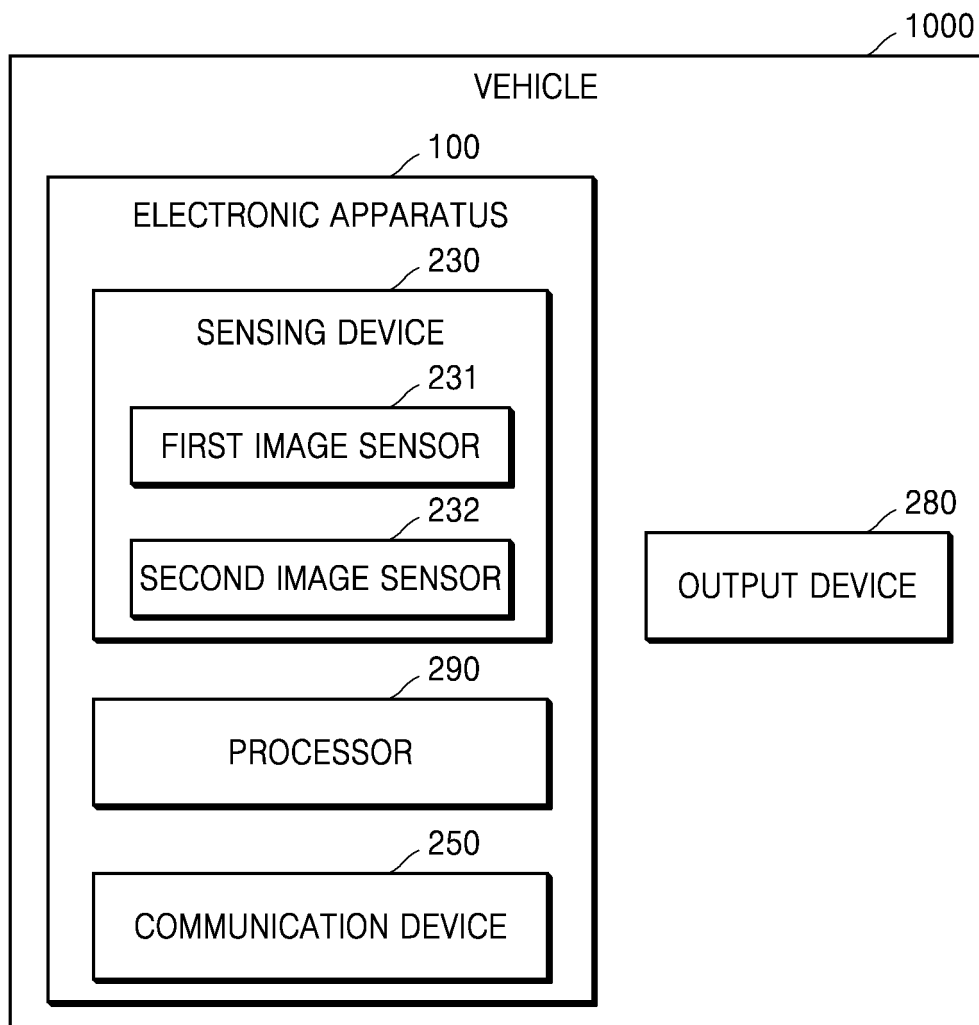 1000
VEHICLE
100
ELECTRONIC APPARATUS
230
SENSING DEVICE
231
FIRST IMAGE SENSOR
232
SECOND IMAGE SENSOR
280
OUTPUT DEVICE
290
PROCESSOR
250
COMMUNICATION DEVICE